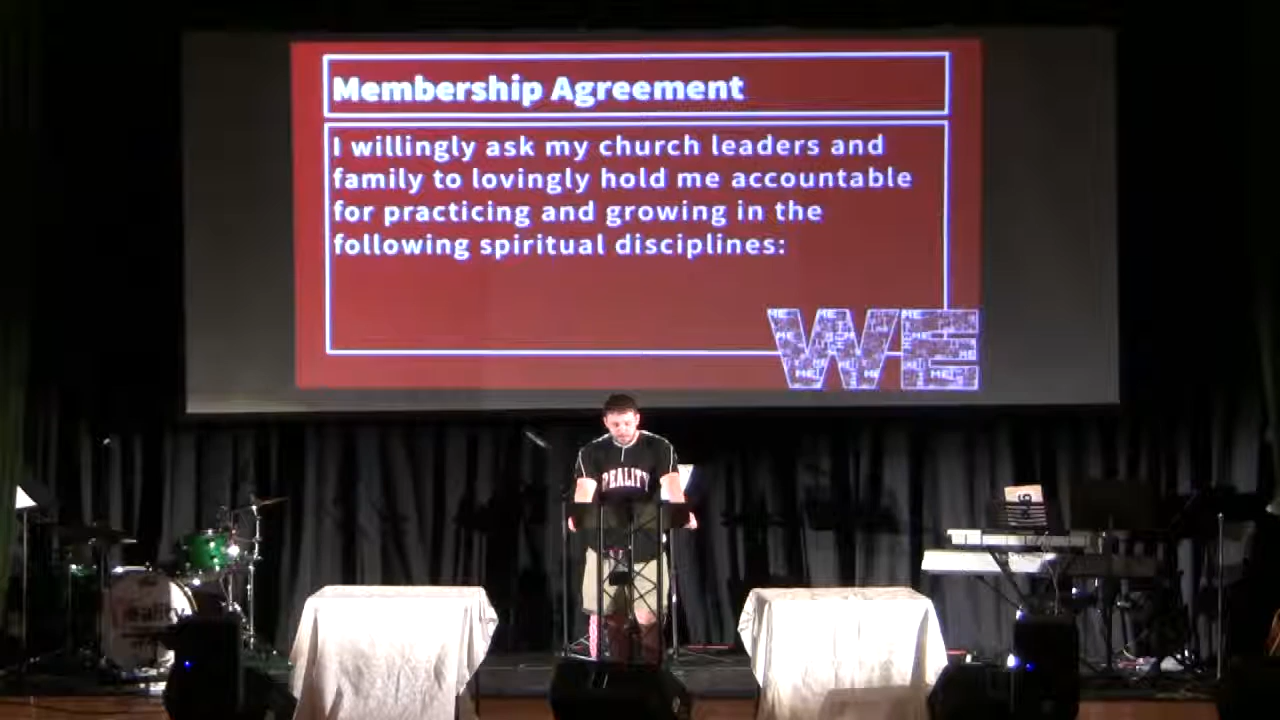 Membership Agreement
I willingly ask my church leaders and
family to lovingly hold me accountable
for practicing and growing in the
following spiritual disciplines:
WE
REALITY
reality